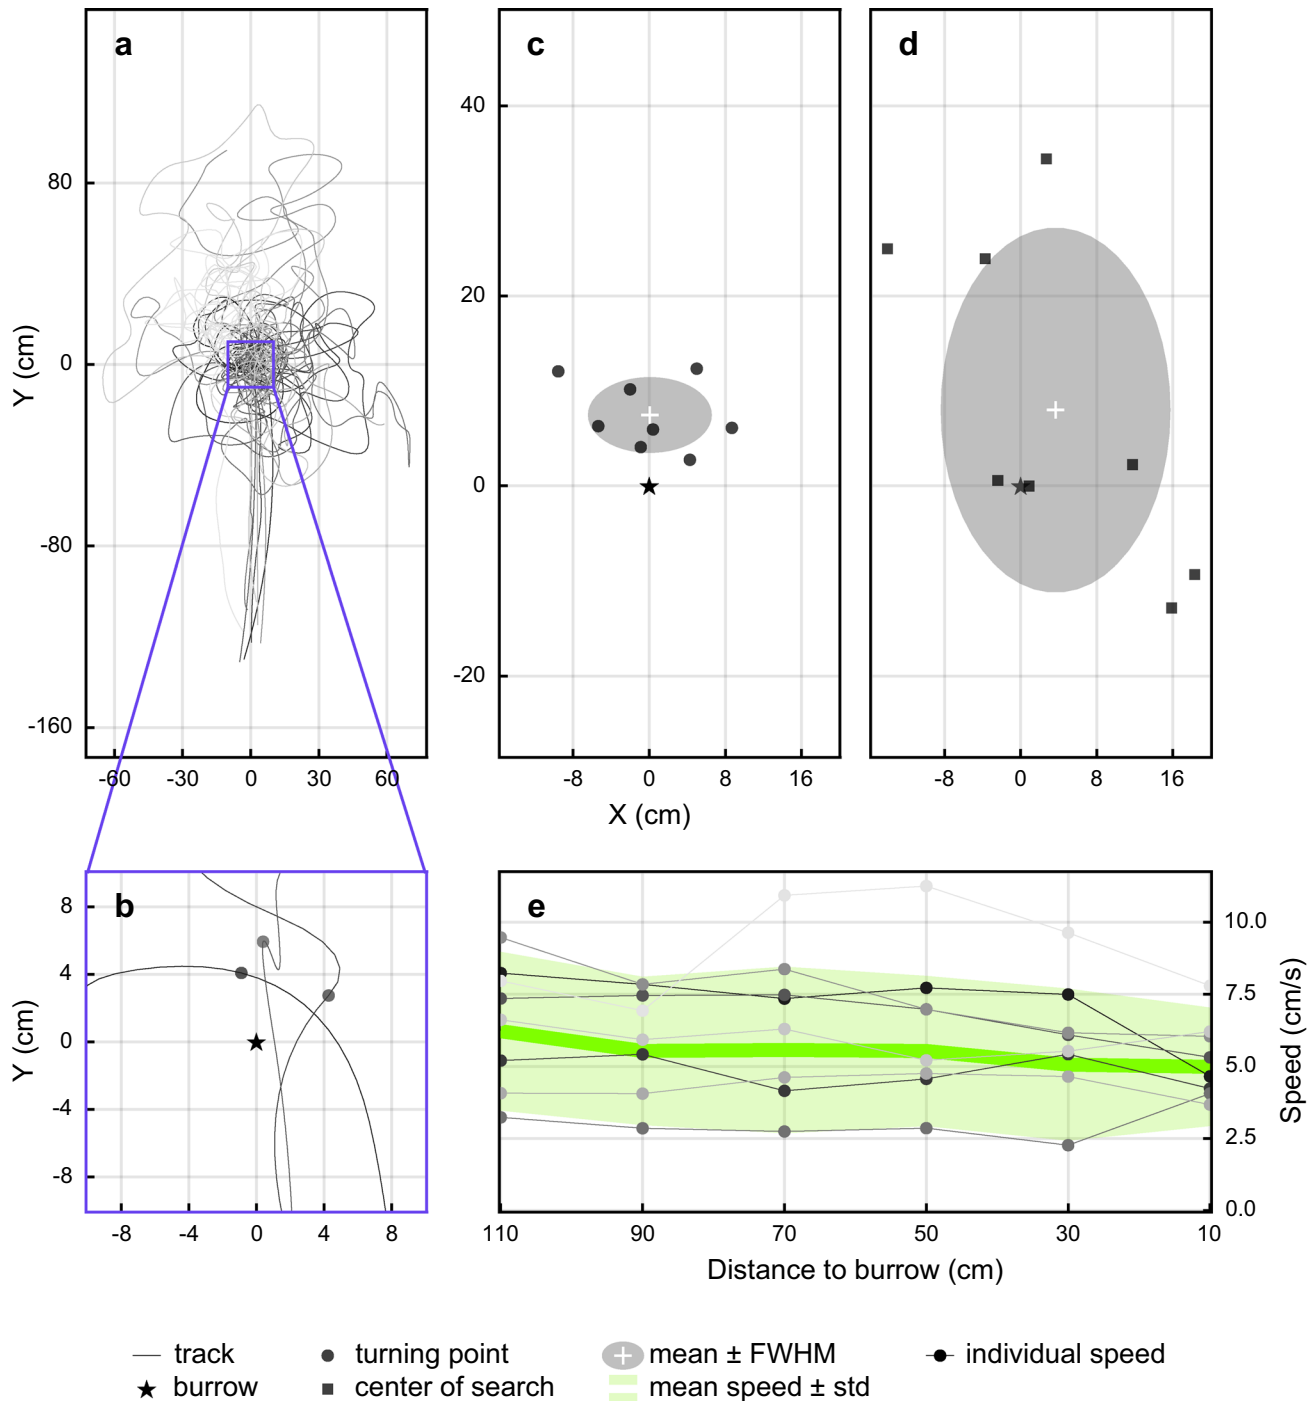 a
80
0
-80
-160
Y (cm)
-60 -30 0 30 60
c
40
20
0
-20
-8 0 8 16
d
-8 0 8 16
X (cm)
b
8
4
0
-4
-8
Y (cm)
-8 -4 0 4 8
e
10.0
7.5
5.0
2.5
0.0
Speed (cm/s)
110 90 70 50 30 10
Distance to burrow (cm)
track turning point mean ± FWHM individual speed
burrow center of search mean speed ± std